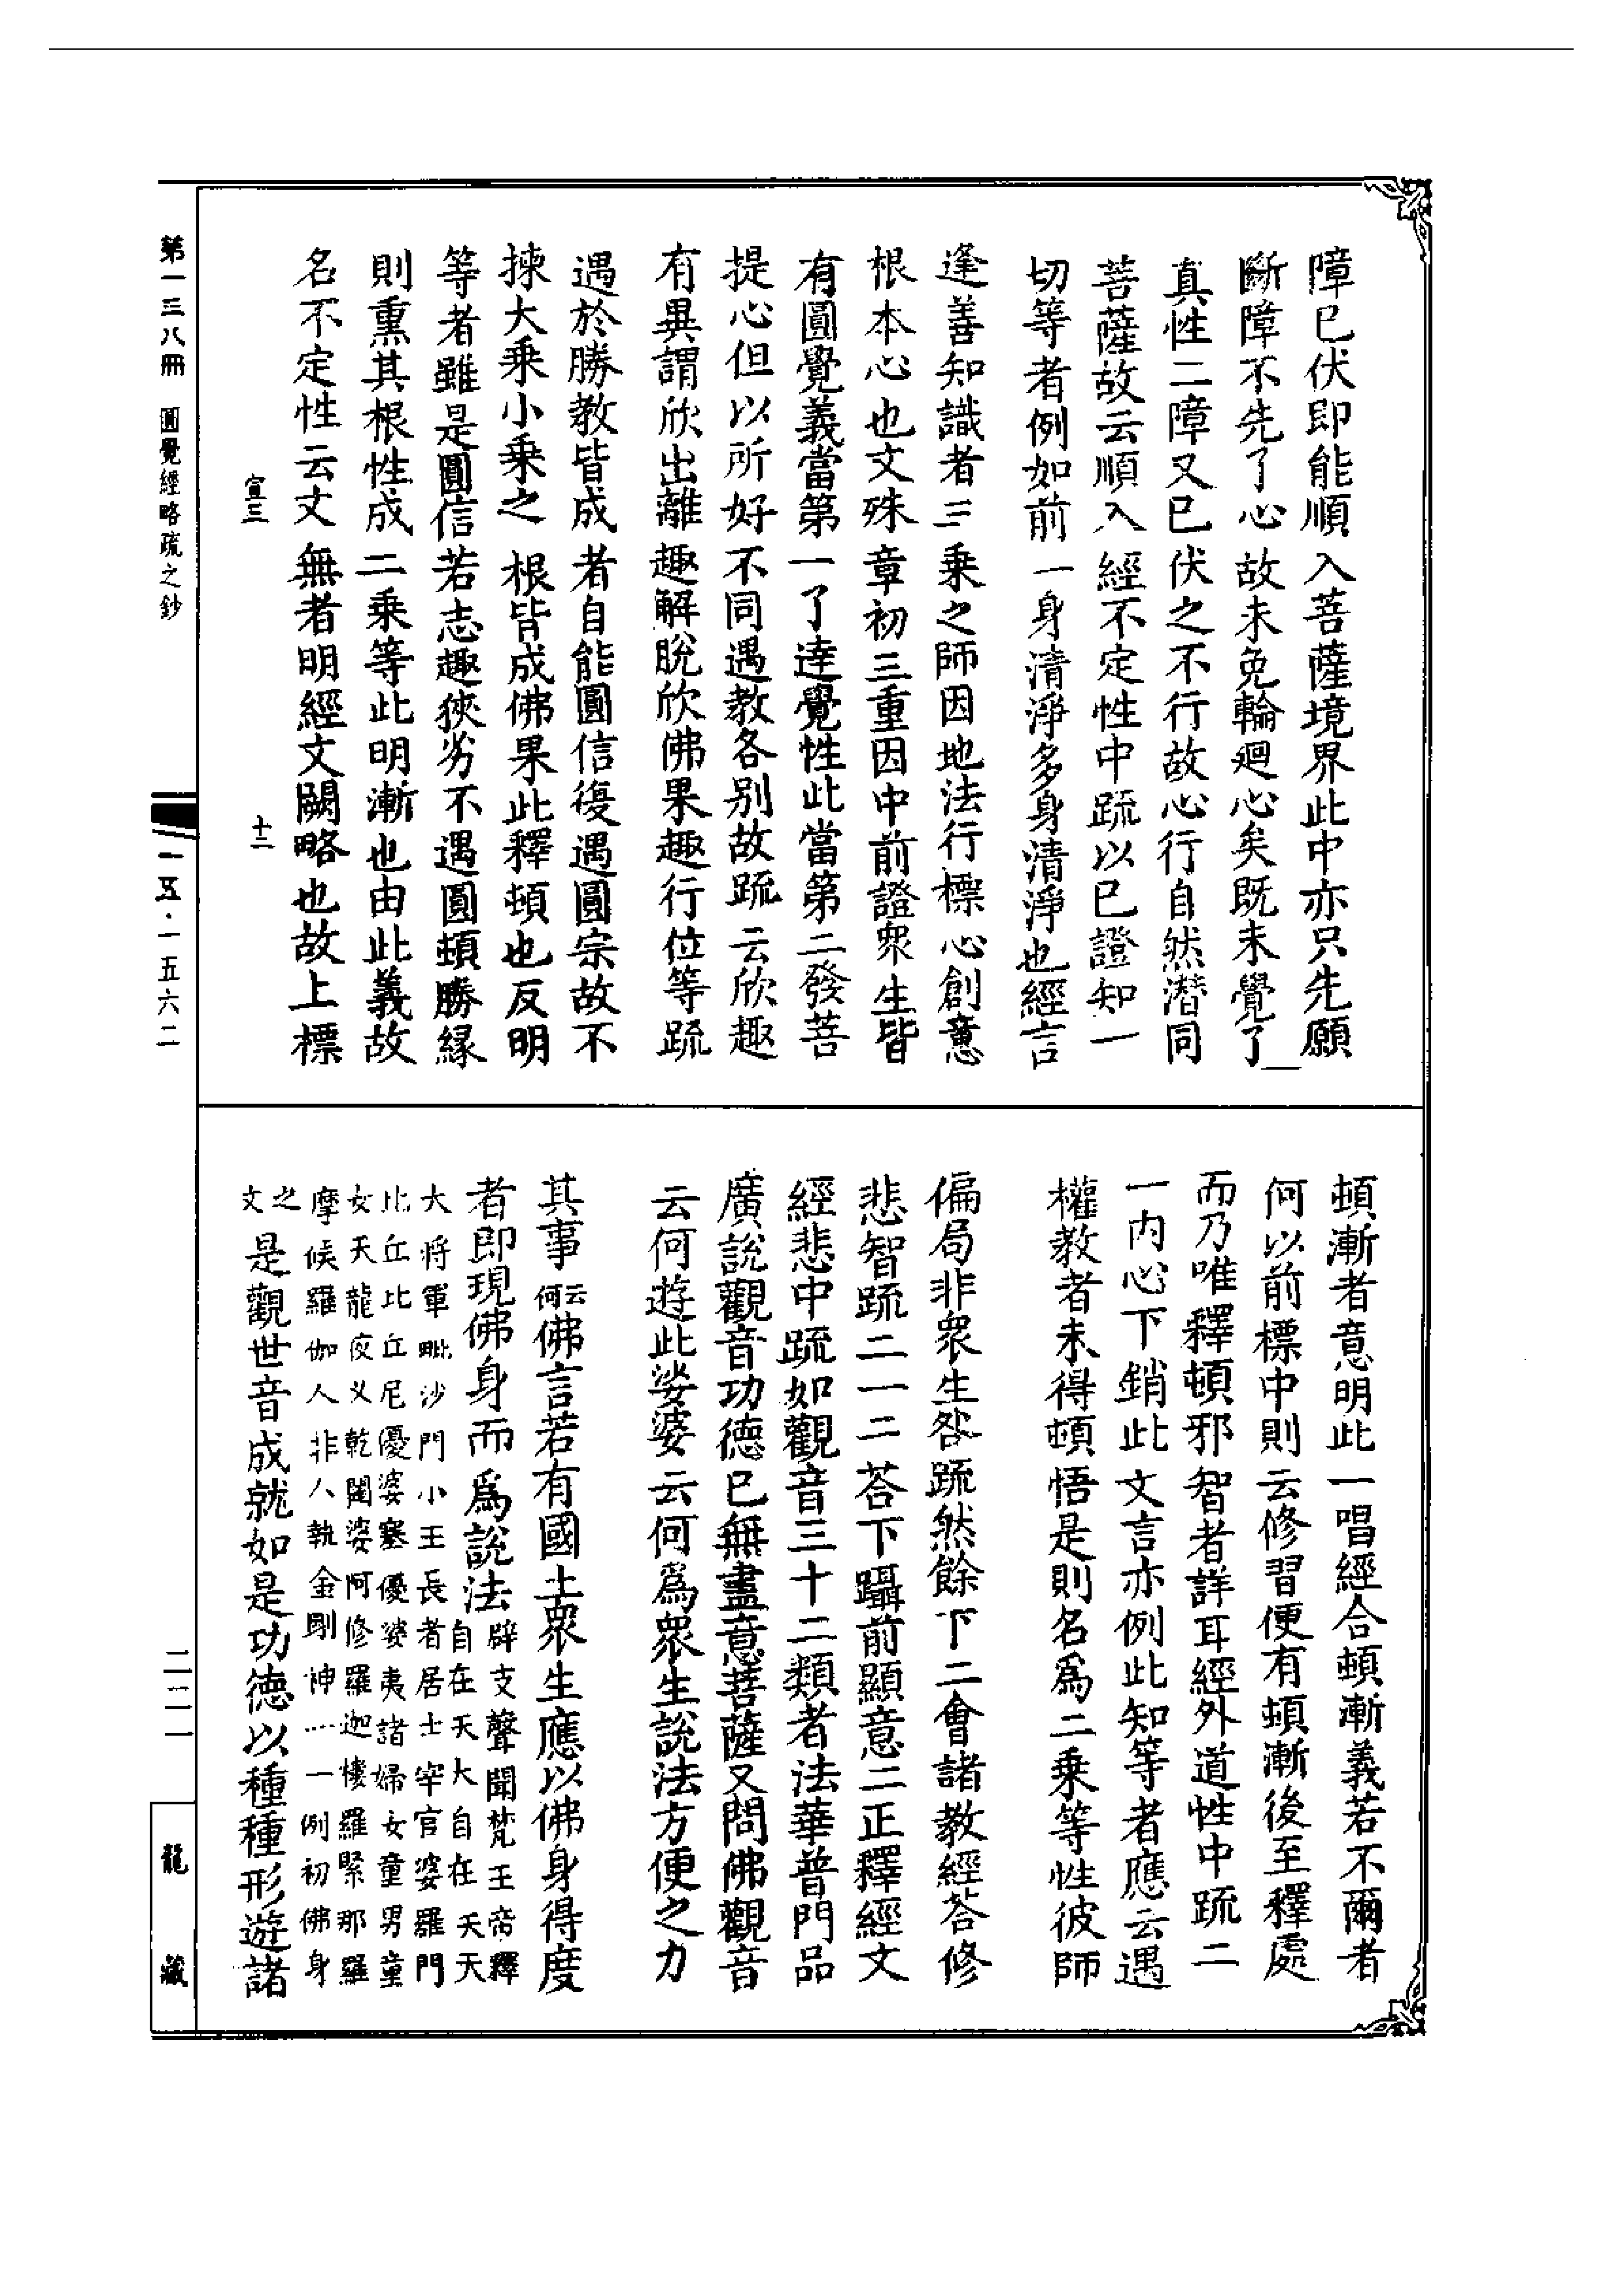 障已伏即能順入菩薩境界此中亦只先願
斷障不先了心故未免輪廻心矣既未覺了
真性二障又已伏之不行故心行自然潜同
菩薩故云順入經不定性中䟽以已證知一
切等者例如前一身清淨多身清淨也經言
逢善知識者三乘之師因地法行標心創意
根本心也文殊章初三重因中前證衆生皆
有圓覺義當第一了達覺性此當第二發菩
提心但以所好不同遇教各别故䟽云欣趣
有異謂欣出離趣解脫欣佛果趣行位等䟽
遇於勝教皆成者自能圓信復遇圓宗故不
揀大乘小乘之根皆成佛果此釋頓也反明
等者雖是圓信若志趣狹劣不遇圓頓勝緣
則熏其根性成二乘等此明漸也由此義故
名不定性云文無者明經文闕略也故上標
宣三
十二
頓漸者意明此一唱經合頓漸義若不爾者
何以前標中則云修習便有頓漸後至釋處
而乃唯釋頓邪智者詳耳經外道性中䟽二
一内心下銷此文言亦例此知等者應云遇
權教者未得頓悟是則名爲二乘等性彼師
偏局非衆生咎䟽然餘下二會諸教經荅修
悲智䟽二一二荅下躡前顯意二正釋經文
經悲中䟽如觀音三十二類者法華普門品
廣說觀音功德已無盡意菩薩又問佛觀音
云何遊此娑婆云何爲衆生說法方便之力
其事云何佛言若有國土衆生應以佛身得度
者即現佛身而爲說法辟支聲聞梵王帝釋
自在天大自在天天
大將軍毗沙門小王長者居士宰官婆羅門
比丘比丘尼優婆塞優婆夷諸婦女童男童
女天龍夜义乾闥婆阿修羅迦樓羅緊那羅
摩侯羅伽人非人執金剛神一一一例初佛身
之文是觀世音成就如是功德以種種形遊諸
第一三八冊　圓覺經略疏之鈔
一五·一五六二
二二一
龍藏